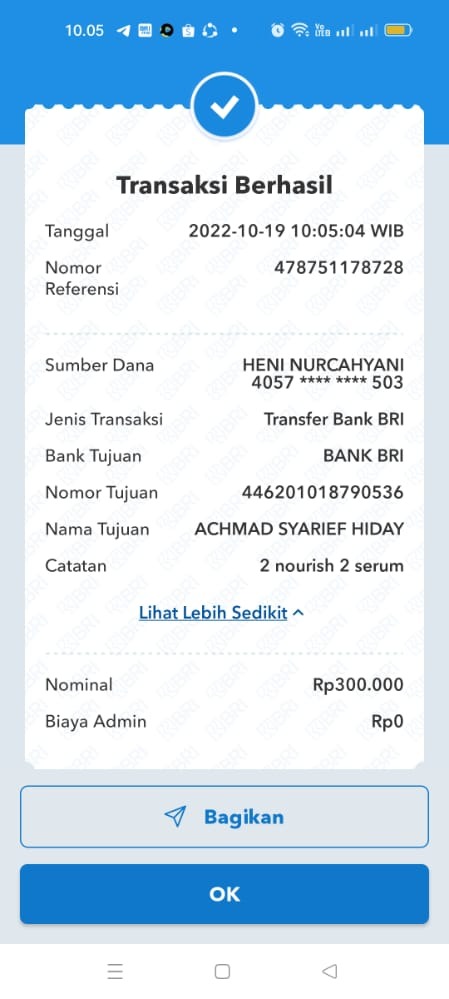 10.05
Transaksi Berhasil
Tanggal 2022-10-19 10:05:04 WIB
Nomor Referensi 478751178728
Sumber Dana HENI NURCAHYANI
4057 **** **** 503
Jenis Transaksi Transfer Bank BRI
Bank Tujuan BANK BRI
Nomor Tujuan 446201018790536
Nama Tujuan ACHMAD SYARIEF HIDAY
Catatan 2 nourish 2 serum
Lihat Lebih Sedikit
Nominal Rp300.000
Biaya Admin Rp0
Bagikan
OK